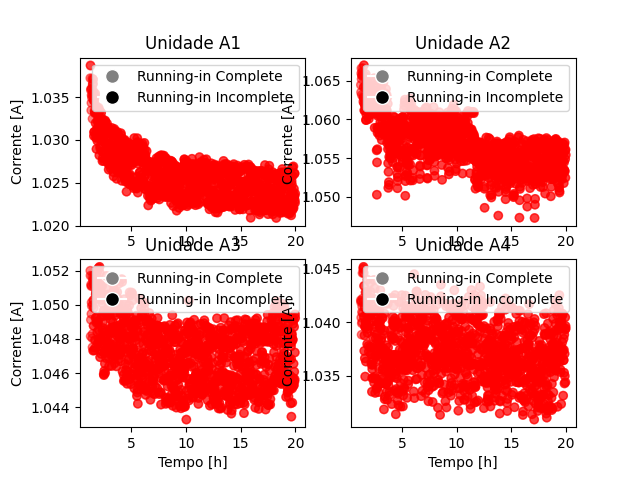 Unidade A1
Running-in Complete
Running-in Incomplete
Corrente [A]
1.035
1.030
1.025
1.020
5
10
15
20
Unidade A2
Running-in Complete
Running-in Incomplete
Corrente [A]
1.065
1.060
1.055
1.050
5
10
15
20
Unidade A3
Running-in Complete
Running-in Incomplete
Corrente [A]
1.052
1.050
1.048
1.046
1.044
5
10
15
20
Tempo [h]
Unidade A4
Running-in Complete
Running-in Incomplete
Corrente [A]
1.045
1.040
1.035
5
10
15
20
Tempo [h]